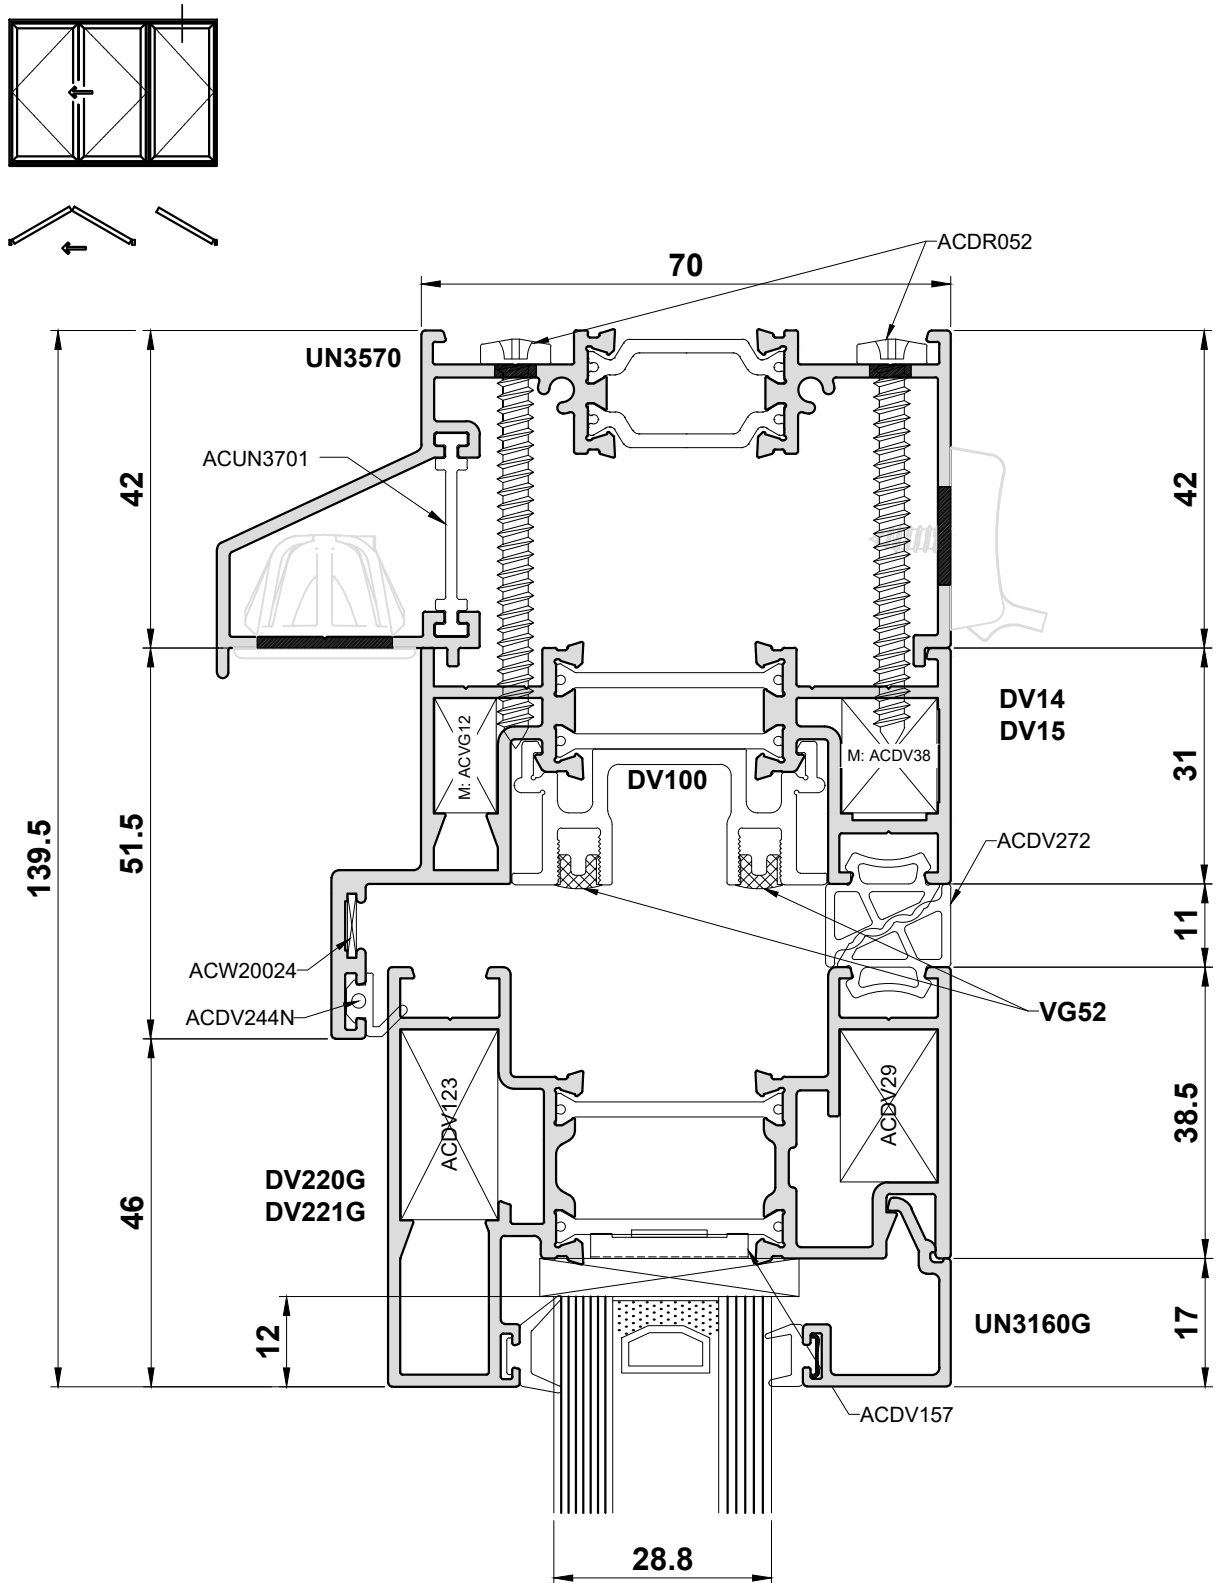 ACDR052
70
UN3570
ACUN3701
42
42
DV14
DV15
M: ACVG12
M: ACDV38
DV100
31
139.5
51.5
ACDV272
11
ACW20024
ACDV244N
VG52
ACDV123
ACDV29
38.5
DV220G
DV221G
46
12
UN3160G
17
ACDV157
28.8